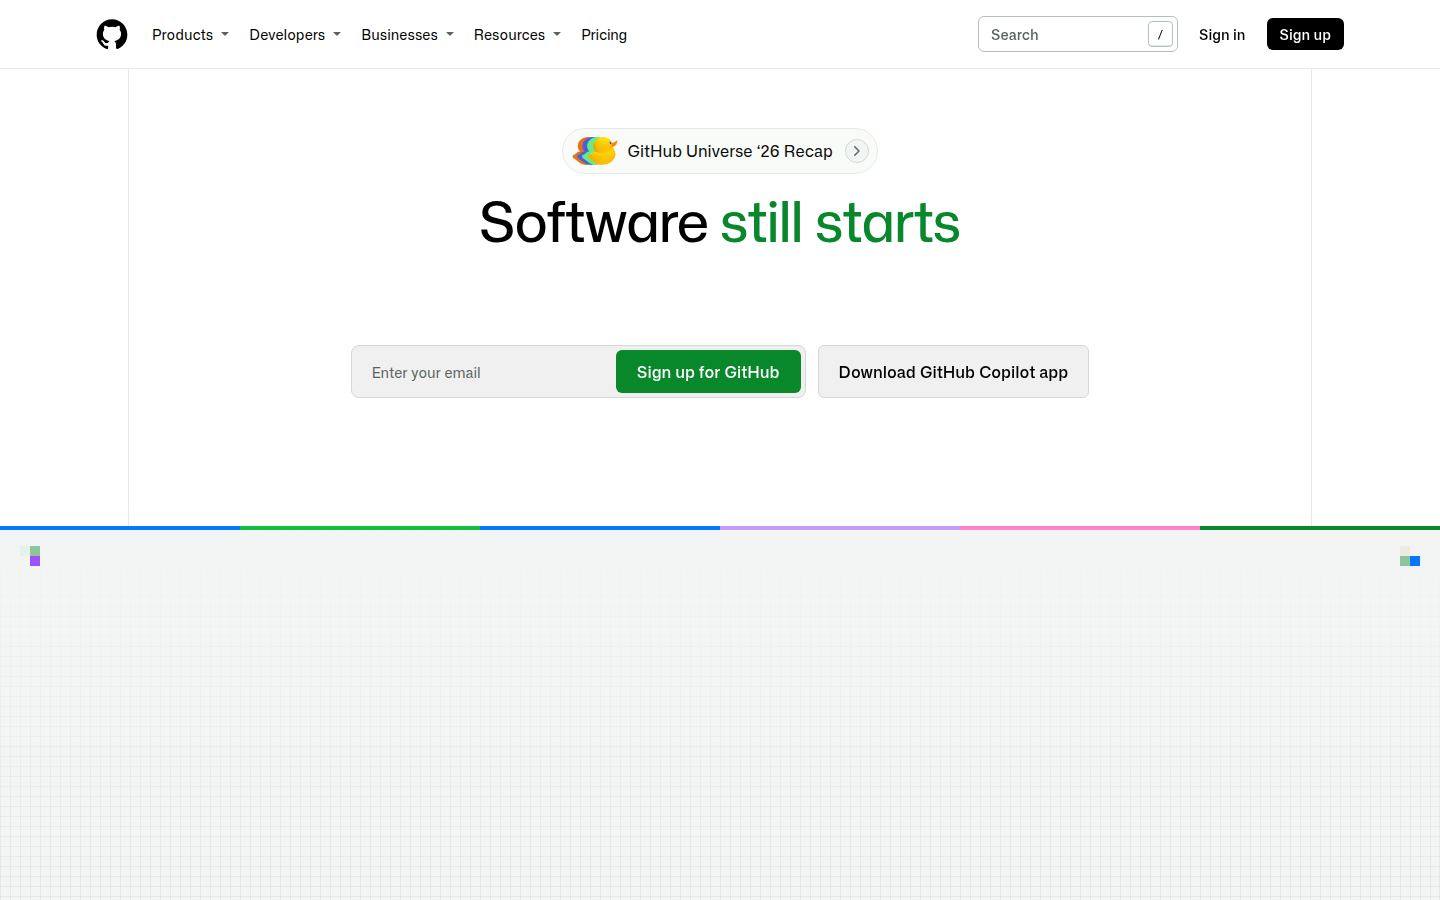 Products Developers Businesses Resources Pricing Search / Sign in Sign up
GitHub Universe ‘26 Recap
Software still starts
Enter your email Sign up for GitHub Download GitHub Copilot app